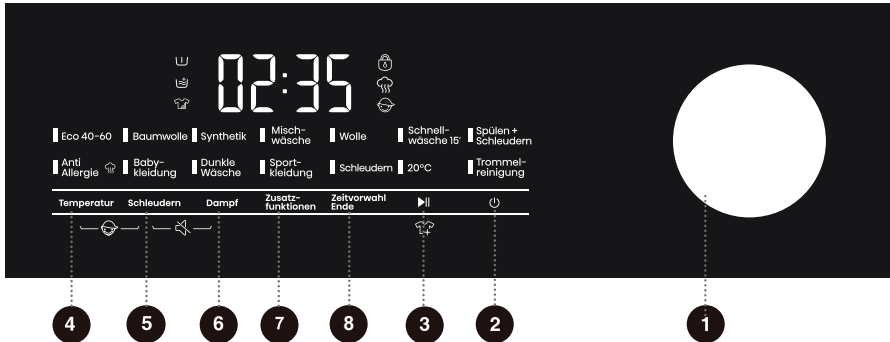 02:35
Eco 40-60 Baumwolle Synthetik Misch-
wäsche Wolle Schnell-
wäsche 15' Spülen +
Schleudern
Anti
Allergie Baby-
kleidung Dunkle
Wäsche Sport-
kleidung Schleudern 20°C Trommel-
reinigung
Temperatur Schleudern Dampf Zusatz-
funktionen Zeitvorwahl
Ende
4 5 6 7 8 3 2 1